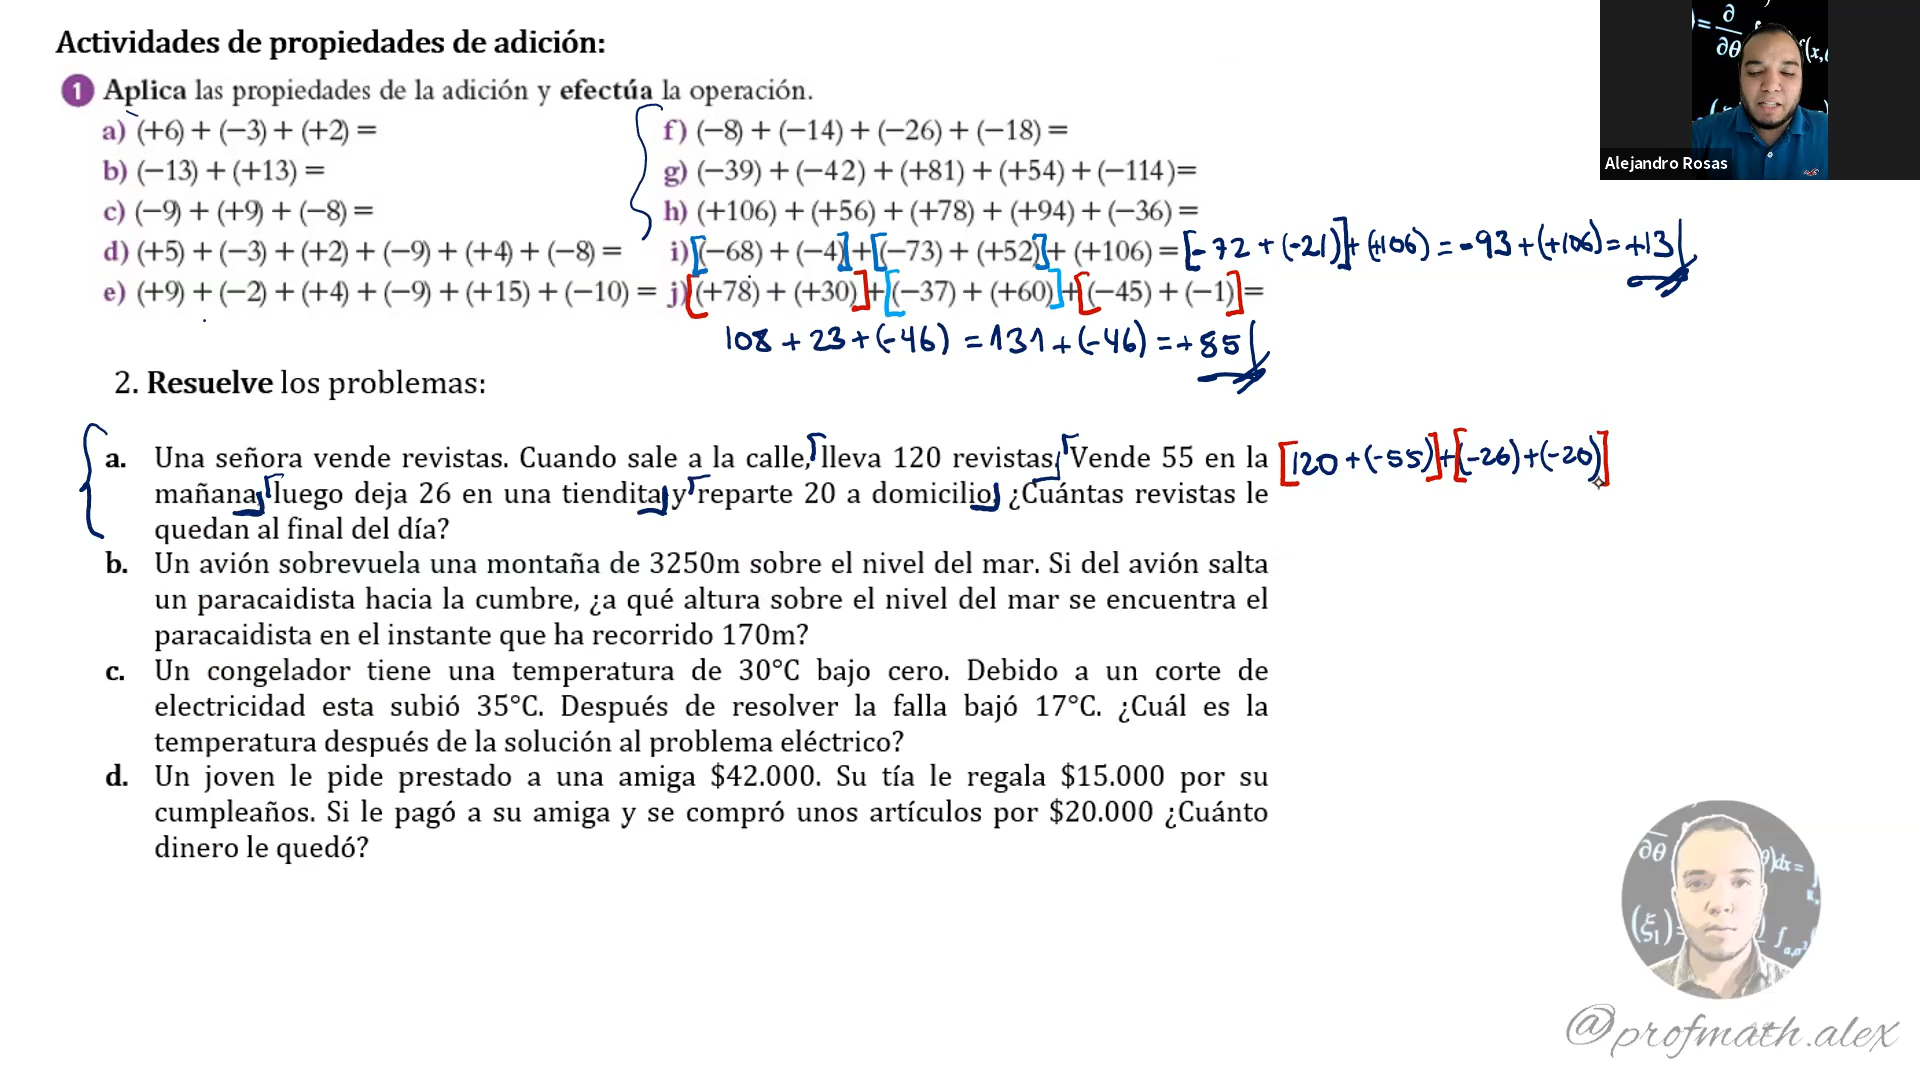 Actividades de propiedades de adición:
1 Aplica las propiedades de la adición y efectúa la operación.
a) (+6) + (−3) + (+2) =
b) (−13) + (+13) =
c) (−9) + (+9) + (−8) =
d) (+5) + (−3) + (+2) + (−9) + (+4) + (−8) =
e) (+9) + (−2) + (+4) + (−9) + (+15) + (−10) =
f) (−8) + (−14) + (−26) + (−18) =
g) (−39) + (−42) + (+81) + (+54) + (−114)=
h) (+106) + (+56) + (+78) + (+94) + (−36) =
i) [(−68) + (−4)] + [(−73) + (+52)] + (+106) = [-72 + (-21)] + (+106) = -93 + (+106) = +13
j) [(+78) + (+30)] + [(−37) + (+60)] + [(−45) + (−1)] =
108 + 23 + (-46) = 131 + (-46) = +85
2. Resuelve los problemas:
a. Una señora vende revistas. Cuando sale a la calle, lleva 120 revistas. Vende 55 en la [120 + (-55)] + [(-26) + (-20)]
mañana, luego deja 26 en una tiendita y reparte 20 a domicilio. ¿Cuántas revistas le
quedan al final del día?
b. Un avión sobrevuela una montaña de 3250m sobre el nivel del mar. Si del avión salta
un paracaidista hacia la cumbre, ¿a qué altura sobre el nivel del mar se encuentra el
paracaidista en el instante que ha recorrido 170m?
c. Un congelador tiene una temperatura de 30°C bajo cero. Debido a un corte de
electricidad esta subió 35°C. Después de resolver la falla bajó 17°C. ¿Cuál es la
temperatura después de la solución al problema eléctrico?
d. Un joven le pide prestado a una amiga $42.000. Su tía le regala $15.000 por su
cumpleaños. Si le pagó a su amiga y se compró unos artículos por $20.000 ¿Cuánto
dinero le quedó?
Alejandro Rosas
@profmath.alex